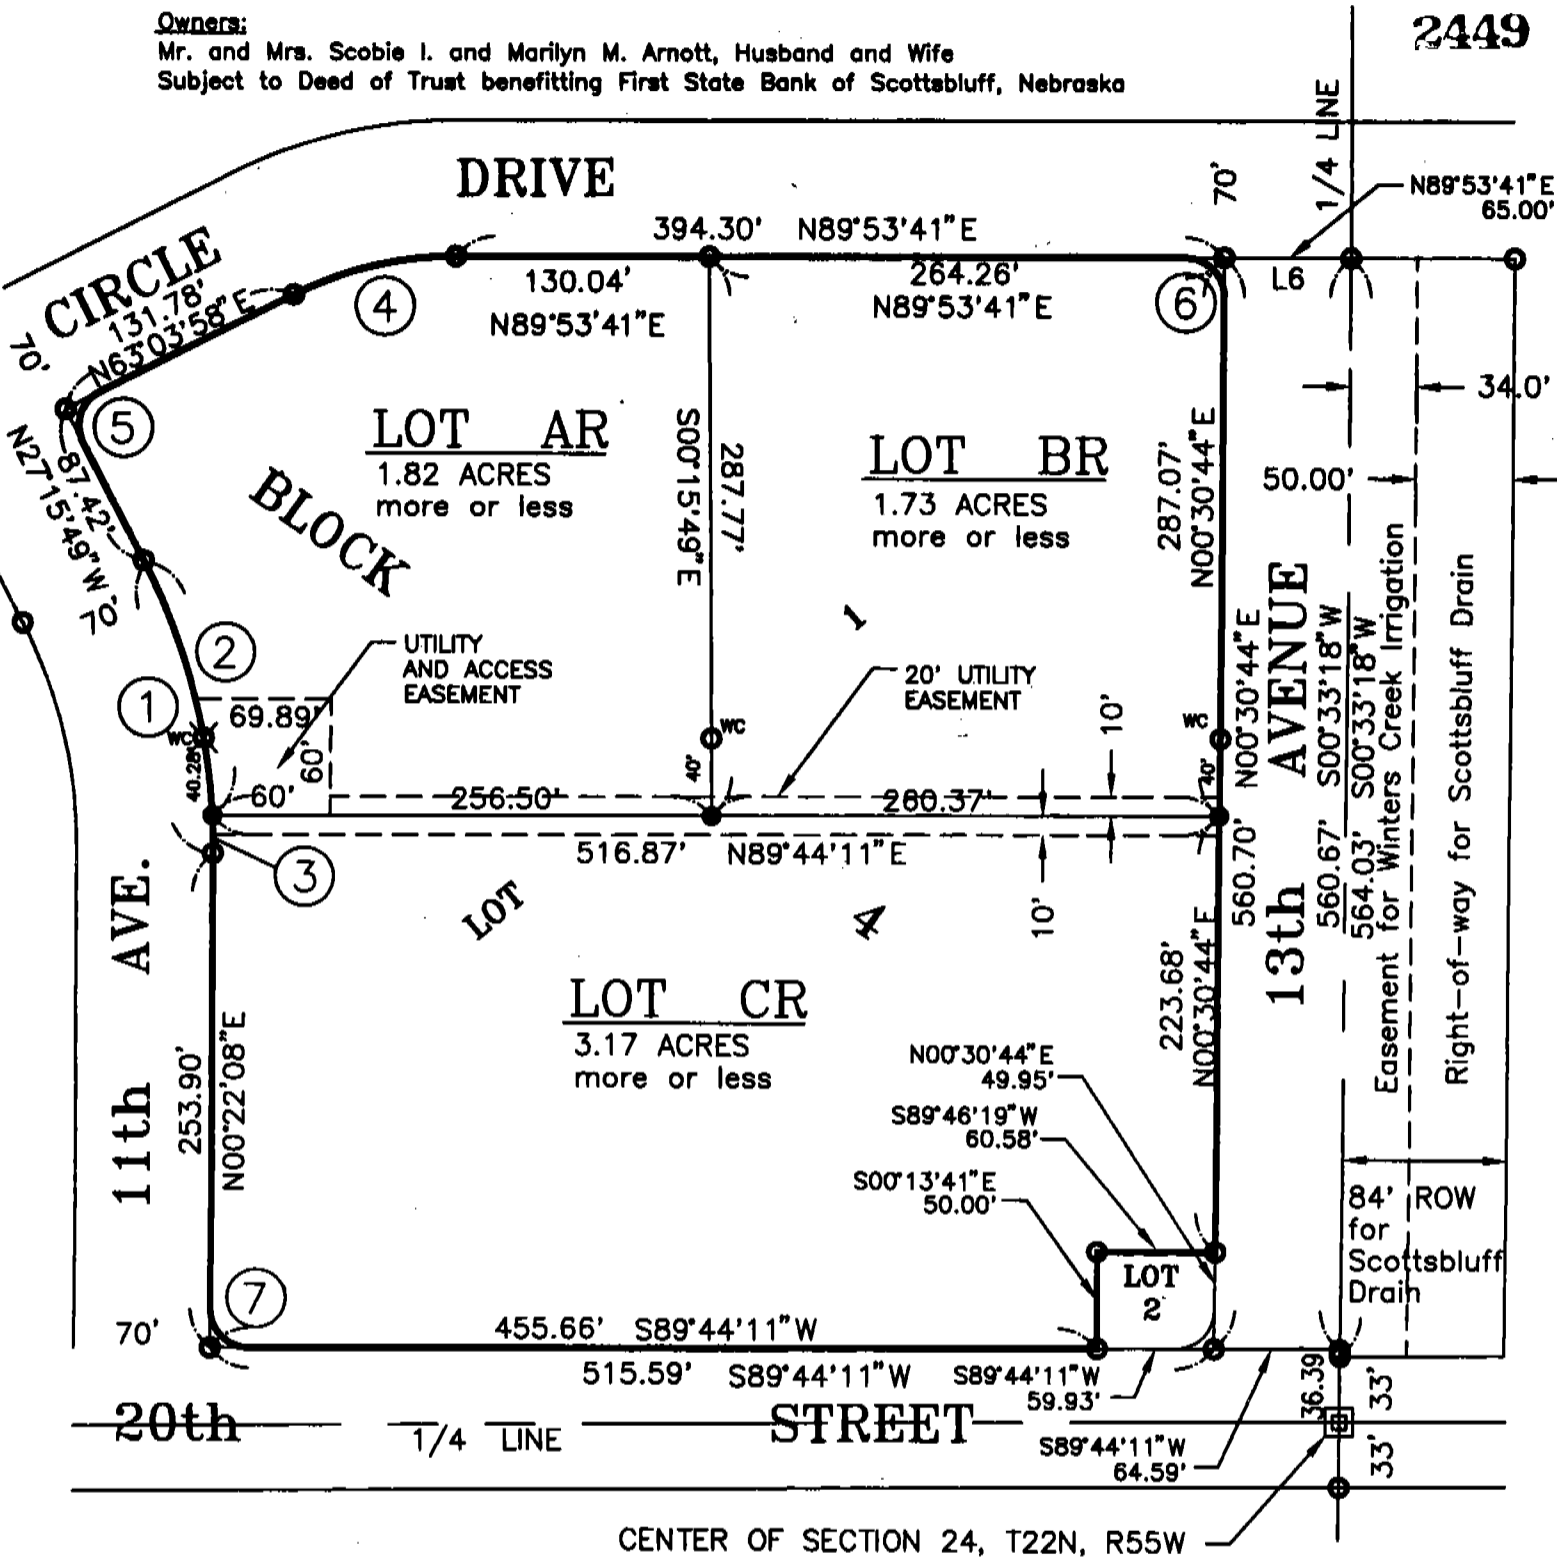 Owners:
Mr. and Mrs. Scobie I. and Marilyn M. Arnott, Husband and Wife
Subject to Deed of Trust benefitting First State Bank of Scottsbluff, Nebraska
2449
1/4 LINE
DRIVE
70'
N89°53'41"E
65.00'
394.30' N89°53'41"E
CIRCLE
131.78'
N63°03'58"E
70'
4
130.04'
N89°53'41"E
264.26'
N89°53'41"E
6
L6
34.0'
5
87.42'
N27°15'49"W
70'
LOT AR
1.82 ACRES
more or less
S00°15'49"E
287.77'
LOT BR
1.73 ACRES
more or less
287.07'
N00°30'44"E
50.00'
BLOCK
1
2
UTILITY
AND ACCESS
EASEMENT
20' UTILITY
EASEMENT
1
WC
40.28'
69.89'
60'
60'
WC
40'
10'
WC
40'
256.50'
260.37'
516.87' N89°44'11"E
10'
3
N00°30'44"E
560.70'
13th AVENUE
S00°33'18"W
560.67'
S00°33'18"W
564.03'
Easement for Winters Creek Irrigation
Right-of-way for Scottsbluff Drain
LOT
4
11th AVE.
253.90'
N00°22'08"E
LOT CR
3.17 ACRES
more or less
223.68'
N00°30'44"E
N00°30'44"E
49.95'
S89°46'19"W
60.58'
S00°13'41"E
50.00'
84' ROW
for
Scottsbluff
Drain
LOT
2
7
70'
455.66' S89°44'11"W
515.59' S89°44'11"W
S89°44'11"W
59.93'
36.39
33'
20th
1/4 LINE
STREET
S89°44'11"W
64.59'
33'
CENTER OF SECTION 24, T22N, R55W